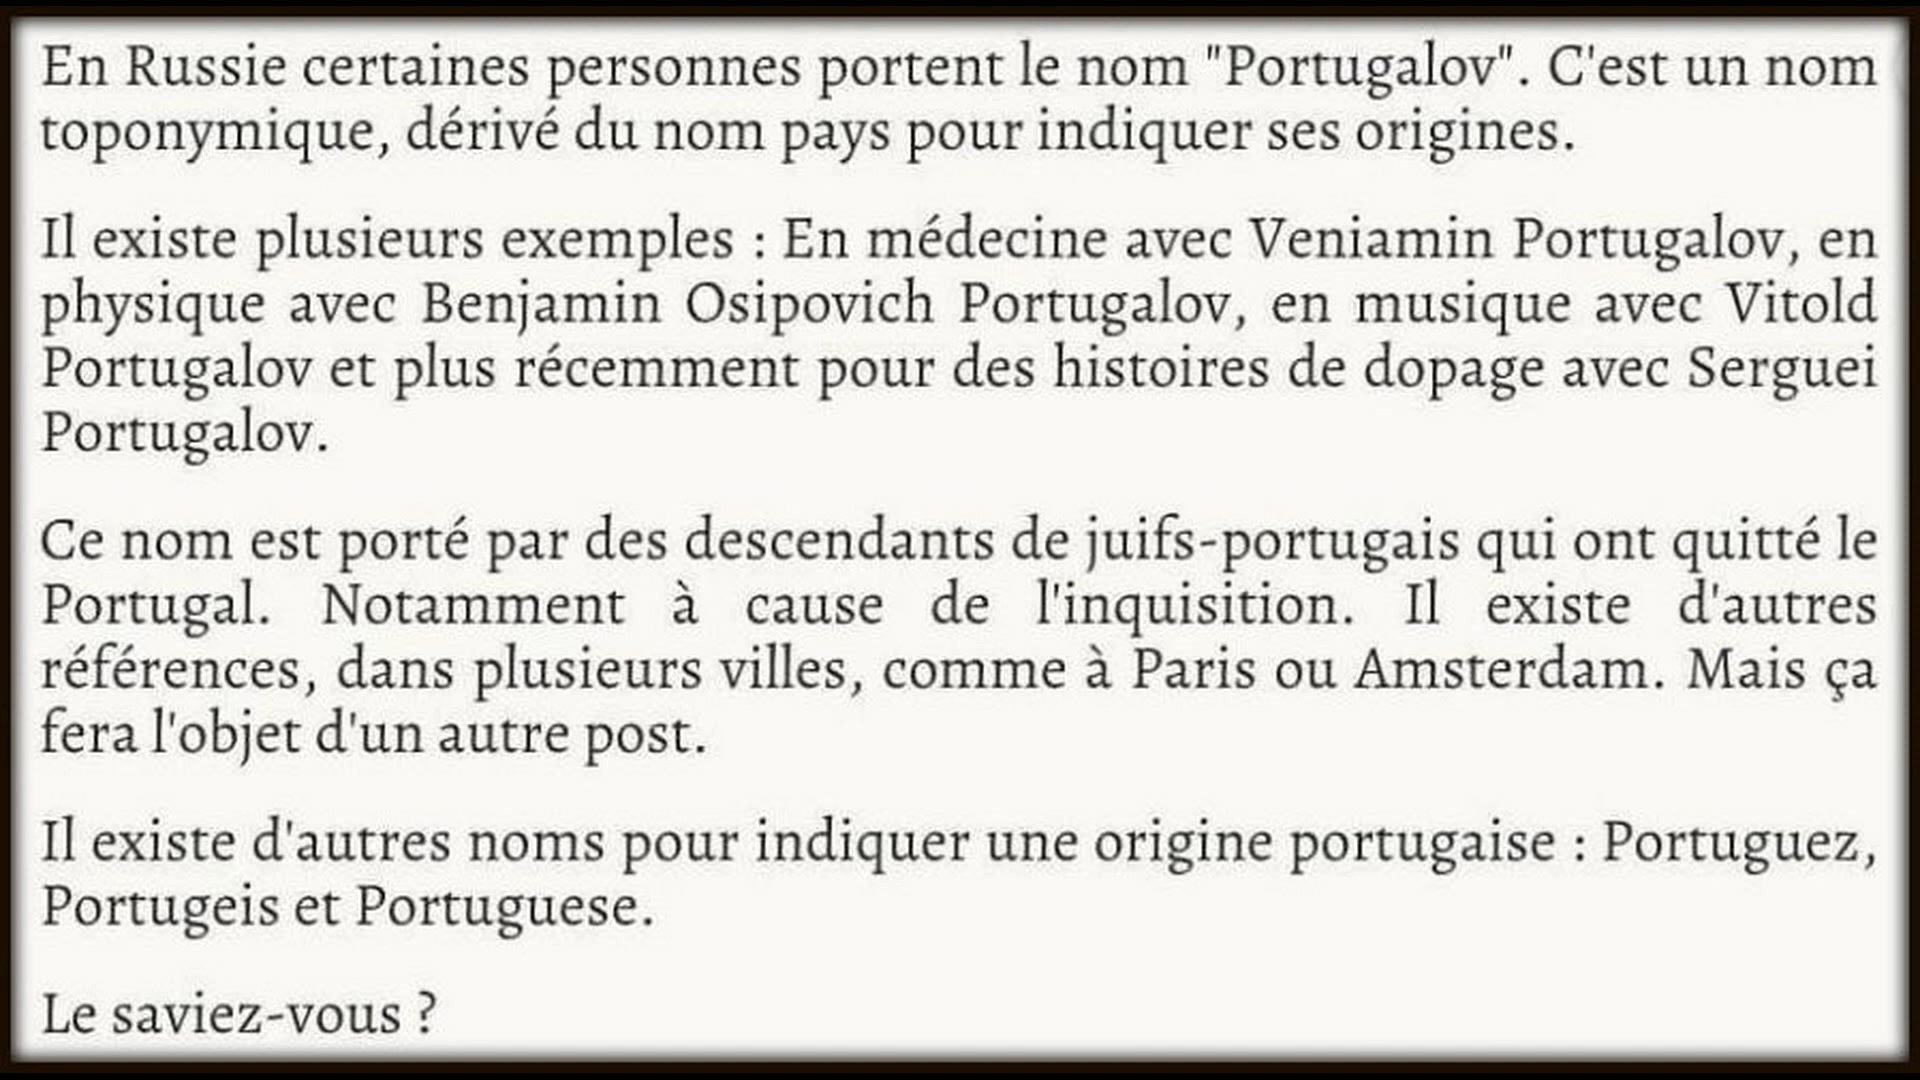 En Russie certaines personnes portent le nom "Portugalov". C'est un nom
toponymique, dérivé du nom pays pour indiquer ses origines.
Il existe plusieurs exemples : En médecine avec Veniamin Portugalov, en
physique avec Benjamin Osipovich Portugalov, en musique avec Vitold
Portugalov et plus récemment pour des histoires de dopage avec Serguei
Portugalov.
Ce nom est porté par des descendants de juifs-portugais qui ont quitté le
Portugal. Notamment à cause de l'inquisition. Il existe d'autres
références, dans plusieurs villes, comme à Paris ou Amsterdam. Mais ça
fera l'objet d'un autre post.
Il existe d'autres noms pour indiquer une origine portugaise : Portuguez,
Portugeis et Portuguese.
Le saviez-vous ?